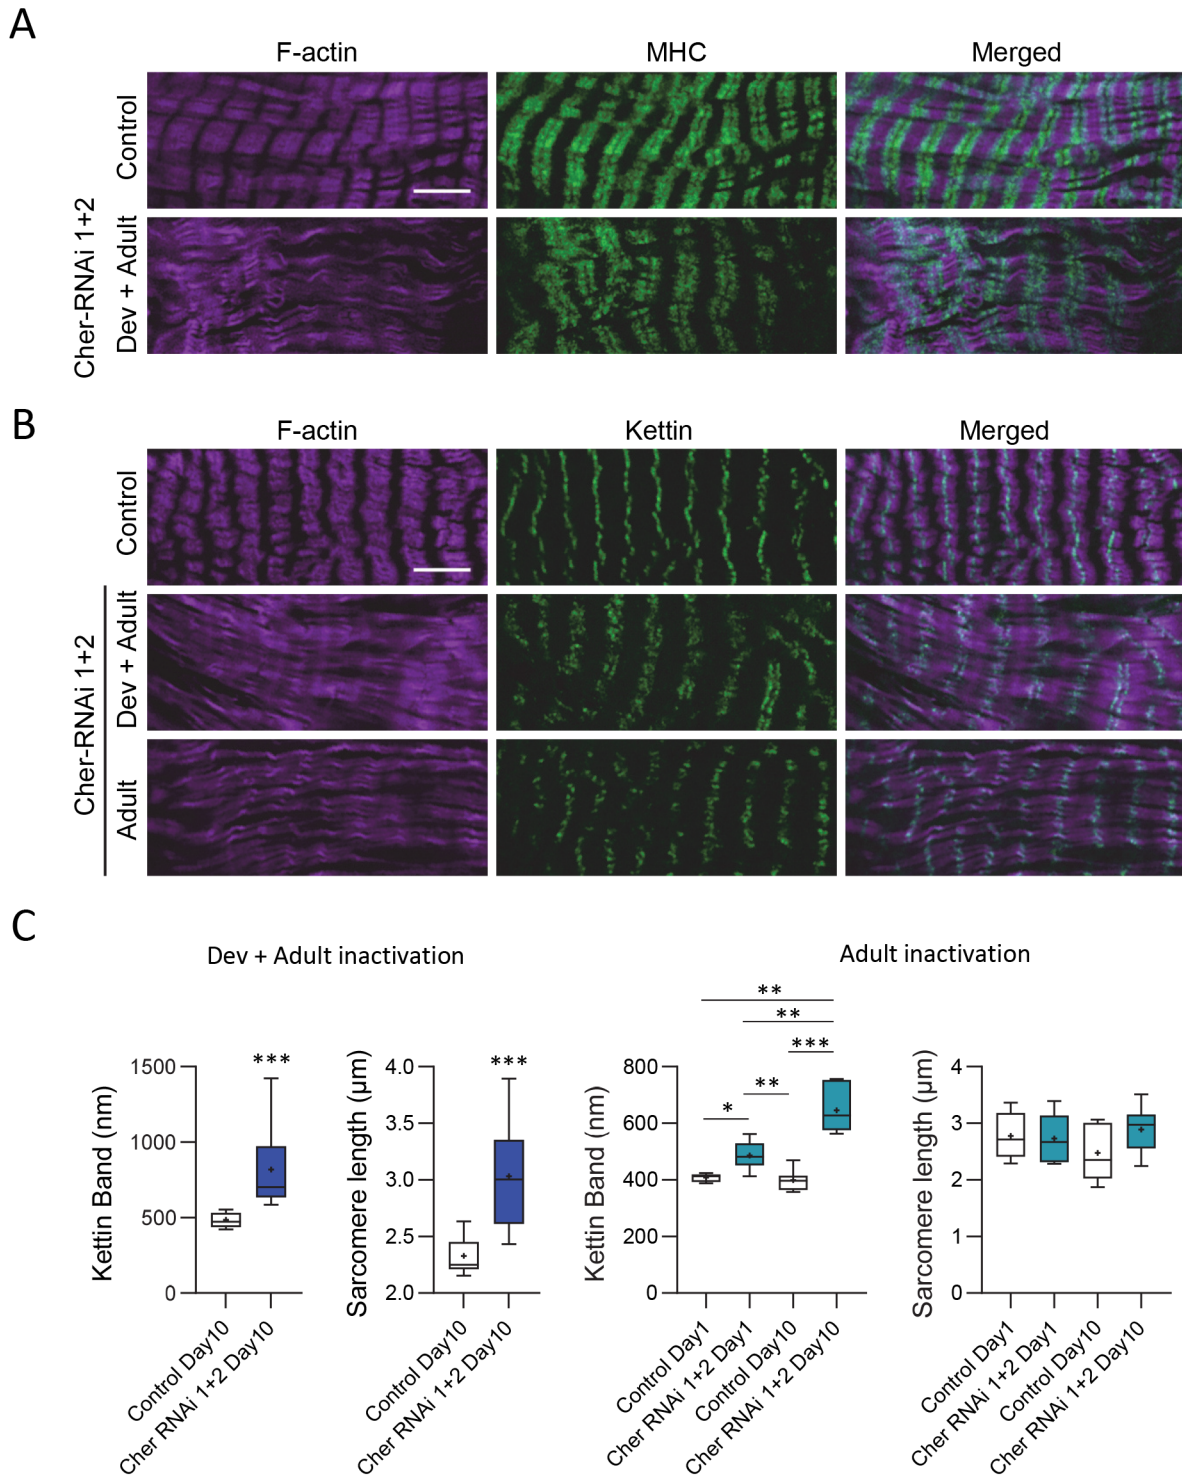 A
F-actin
MHC
Merged
Control
Dev + Adult
Cher-RNAi 1+2
B
F-actin
Kettin
Merged
Control
Dev + Adult
Adult
Cher-RNAi 1+2
C
Dev + Adult inactivation
Adult inactivation
Kettin Band (nm)
1500
1000
500
0
***
Control Day10
Cher RNAi 1+2 Day10
Sarcomere length (µm)
4.0
3.5
3.0
2.5
2.0
***
Control Day10
Cher RNAi 1+2 Day10
Kettin Band (nm)
800
600
400
200
0
**
**
***
**
*
Control Day1
Cher RNAi 1+2 Day1
Control Day10
Cher RNAi 1+2 Day10
Sarcomere length (µm)
4
3
2
1
0
Control Day1
Cher RNAi 1+2 Day1
Control Day10
Cher RNAi 1+2 Day10